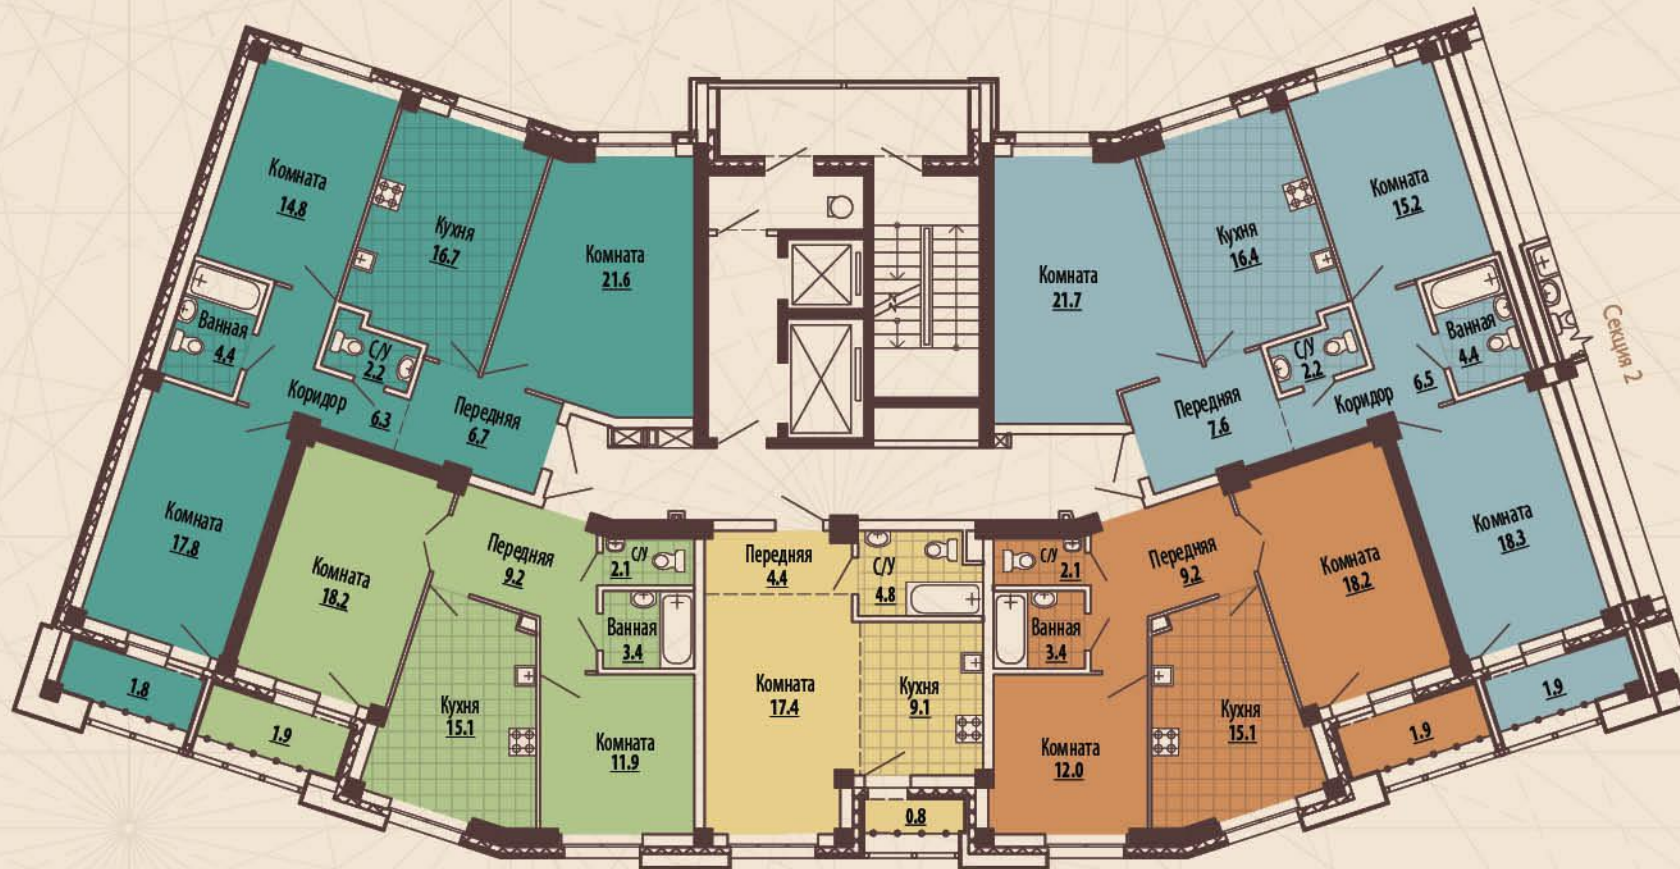 Комната
14.8
Кухня
16.7
Комната
21.6
Ванная
4.4
С/У
2.2
Коридор
6.3
Передняя
6.7
Комната
17.8
1.8
Комната
18.2
Передняя
9.2
С/У
2.1
Ванная
3.4
Кухня
15.1
Комната
11.9
1.9
Передняя
4.4
С/У
4.8
Комната
17.4
Кухня
9.1
0.8
С/У
2.1
Передняя
9.2
Ванная
3.4
Комната
18.2
Комната
12.0
Кухня
15.1
1.9
Комната
21.7
Кухня
16.4
Комната
15.2
Ванная
4.4
С/У
2.2
Передняя
7.6
Коридор
6.5
Комната
18.3
1.9
Секция 2